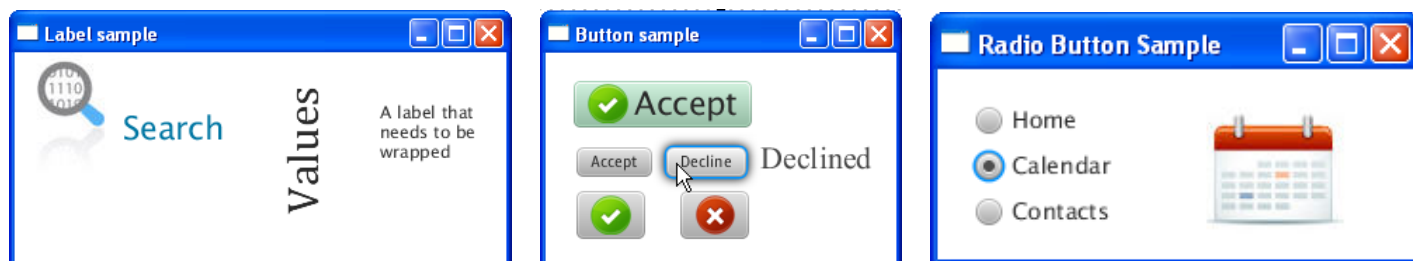 Label sample
1110
Search
Values
A label that
needs to be
wrapped
Button sample
Accept
Accept
Decline
Declined
Radio Button Sample
Home
Calendar
Contacts